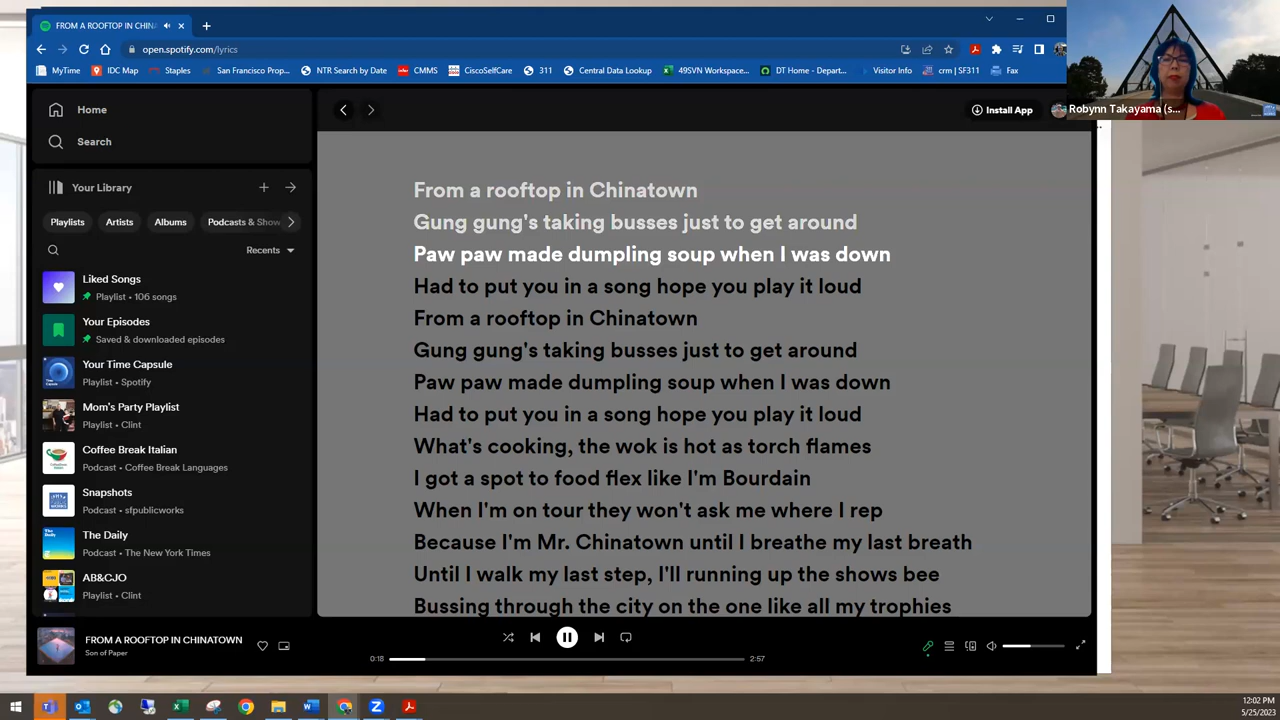 FROM A ROOFTOP IN CHIN
open.spotify.com/lyrics
MyTime
IDC Map
Staples
San Francisco Prop...
NTR Search by Date
CMMS
CiscoSelfCare
311
Central Data Lookup
49SVN Workspace...
DT Home - Depart...
Visitor Info
crm | SF311
Fax
Robynn Takayama (s...
Home
Search
Install App
Your Library
Playlists
Artists
Albums
Podcasts & Show
Recents
Liked Songs
Playlist • 106 songs
Your Episodes
Saved & downloaded episodes
Your Time Capsule
Playlist • Spotify
Mom's Party Playlist
Playlist • Clint
Coffee Break Italian
Podcast • Coffee Break Languages
Snapshots
Podcast • sfpublicworks
The Daily
Podcast • The New York Times
AB&CJO
Playlist • Clint
From a rooftop in Chinatown
Gung gung's taking busses just to get around
Paw paw made dumpling soup when I was down
Had to put you in a song hope you play it loud
From a rooftop in Chinatown
Gung gung's taking busses just to get around
Paw paw made dumpling soup when I was down
Had to put you in a song hope you play it loud
What's cooking, the wok is hot as torch flames
I got a spot to food flex like I'm Bourdain
When I'm on tour they won't ask me where I rep
Because I'm Mr. Chinatown until I breathe my last breath
Until I walk my last step, I'll running up the shows bee
Bussing through the city on the one like all my trophies
FROM A ROOFTOP IN CHINATOWN
Son of Paper
0:18
2:57
12:02 PM
5/25/2023